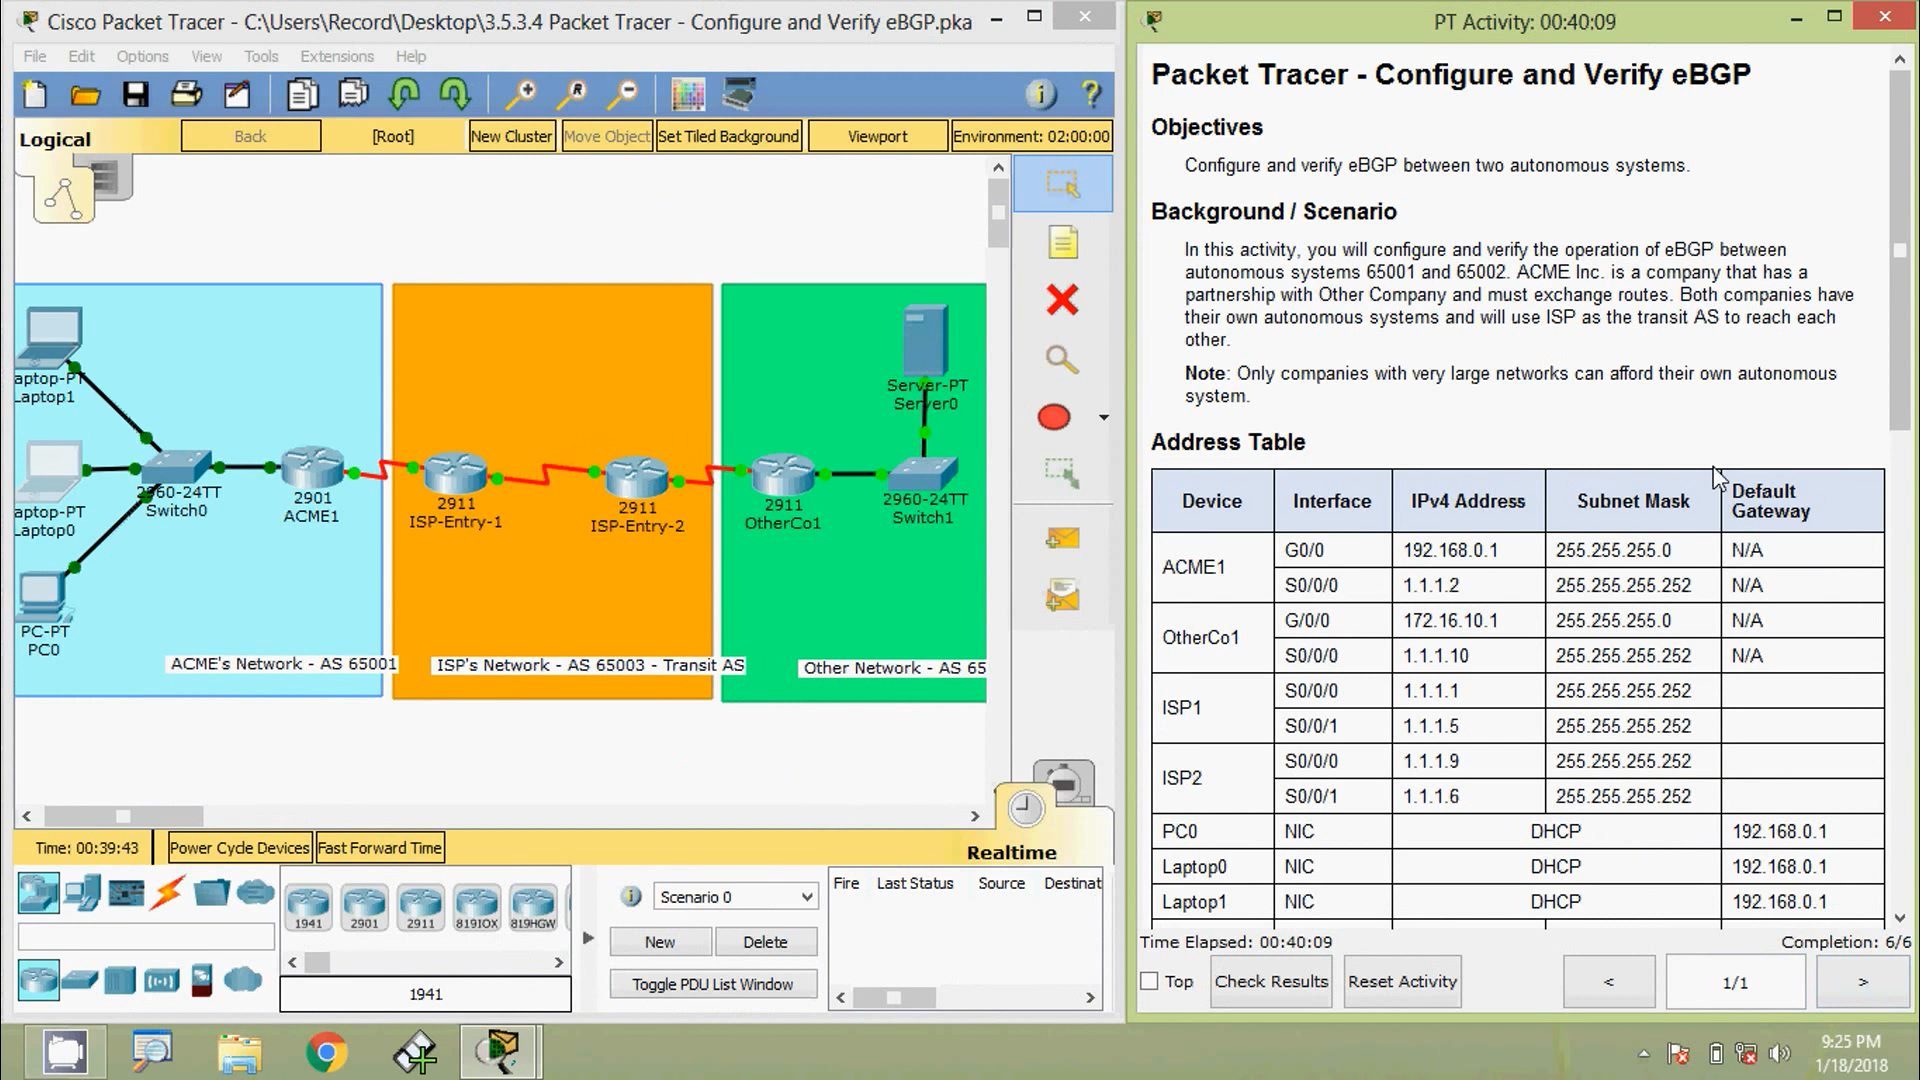 Cisco Packet Tracer - C:\Users\Record\Desktop\3.5.3.4 Packet Tracer - Configure and Verify eBGP.pka
File Edit Options View Tools Extensions Help
Logical
Back
[Root]
New Cluster
Move Object
Set Tiled Background
Viewport
Environment: 02:00:00
aptop-PT
Laptop1
aptop-PT
Laptop0
PC-PT
PC0
2960-24TT
Switch0
2901
ACME1
2911
ISP-Entry-1
2911
ISP-Entry-2
2911
OtherCo1
Server-PT
Server0
2960-24TT
Switch1
ACME's Network - AS 65001
ISP's Network - AS 65003 - Transit AS
Other Network - AS 65
Time: 00:39:43
Power Cycle Devices
Fast Forward Time
Realtime
1941
2901
2911
819IOX
819HGW
1941
Scenario 0
New
Delete
Toggle PDU List Window
Fire Last Status Source Destinat
PT Activity: 00:40:09
Packet Tracer - Configure and Verify eBGP
Objectives
Configure and verify eBGP between two autonomous systems.
Background / Scenario
In this activity, you will configure and verify the operation of eBGP between
autonomous systems 65001 and 65002. ACME Inc. is a company that has a
partnership with Other Company and must exchange routes. Both companies have
their own autonomous systems and will use ISP as the transit AS to reach each
other.
Note: Only companies with very large networks can afford their own autonomous
system.
Address Table
Device Interface IPv4 Address Subnet Mask Default Gateway
ACME1 G0/0 192.168.0.1 255.255.255.0 N/A
S0/0/0 1.1.1.2 255.255.255.252 N/A
OtherCo1 G/0/0 172.16.10.1 255.255.255.0 N/A
S0/0/0 1.1.1.10 255.255.255.252 N/A
ISP1 S0/0/0 1.1.1.1 255.255.255.252
S0/0/1 1.1.1.5 255.255.255.252
ISP2 S0/0/0 1.1.1.9 255.255.255.252
S0/0/1 1.1.1.6 255.255.255.252
PC0 NIC DHCP 192.168.0.1
Laptop0 NIC DHCP 192.168.0.1
Laptop1 NIC DHCP 192.168.0.1
Time Elapsed: 00:40:09
Completion: 6/6
Top
Check Results
Reset Activity
<
1/1
>
9:25 PM
1/18/2018